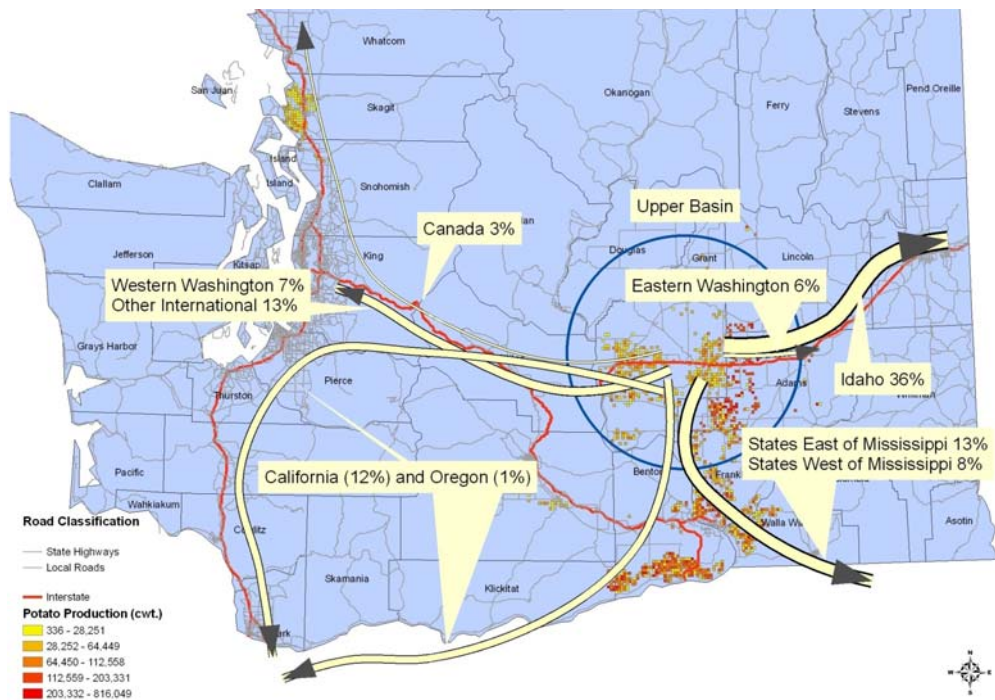 Whatcom
San Juan
Skagit
Okanogan
Ferry
Stevens
Pend Oreille
Island
Island
Clallam
Snohomish
Upper Basin
Canada 3%
Jefferson
Kitsap
King
Douglas
Grant
Lincoln
Western Washington 7%
Other International 13%
Eastern Washington 6%
Grays Harbor
Pierce
Thurston
Adams
Idaho 36%
States East of Mississippi 13%
States West of Mississippi 8%
Pacific
California (12%) and Oregon (1%)
Benton
Frank
Wahkiakum
Walla Wa
Asotin
Skamania
Klickitat
Road Classification
State Highways
Local Roads
Interstate
Potato Production (cwt.)
336 - 28,251
28,252 - 64,449
64,450 - 112,558
112,559 - 203,331
203,332 - 816,049
N
W
E
S